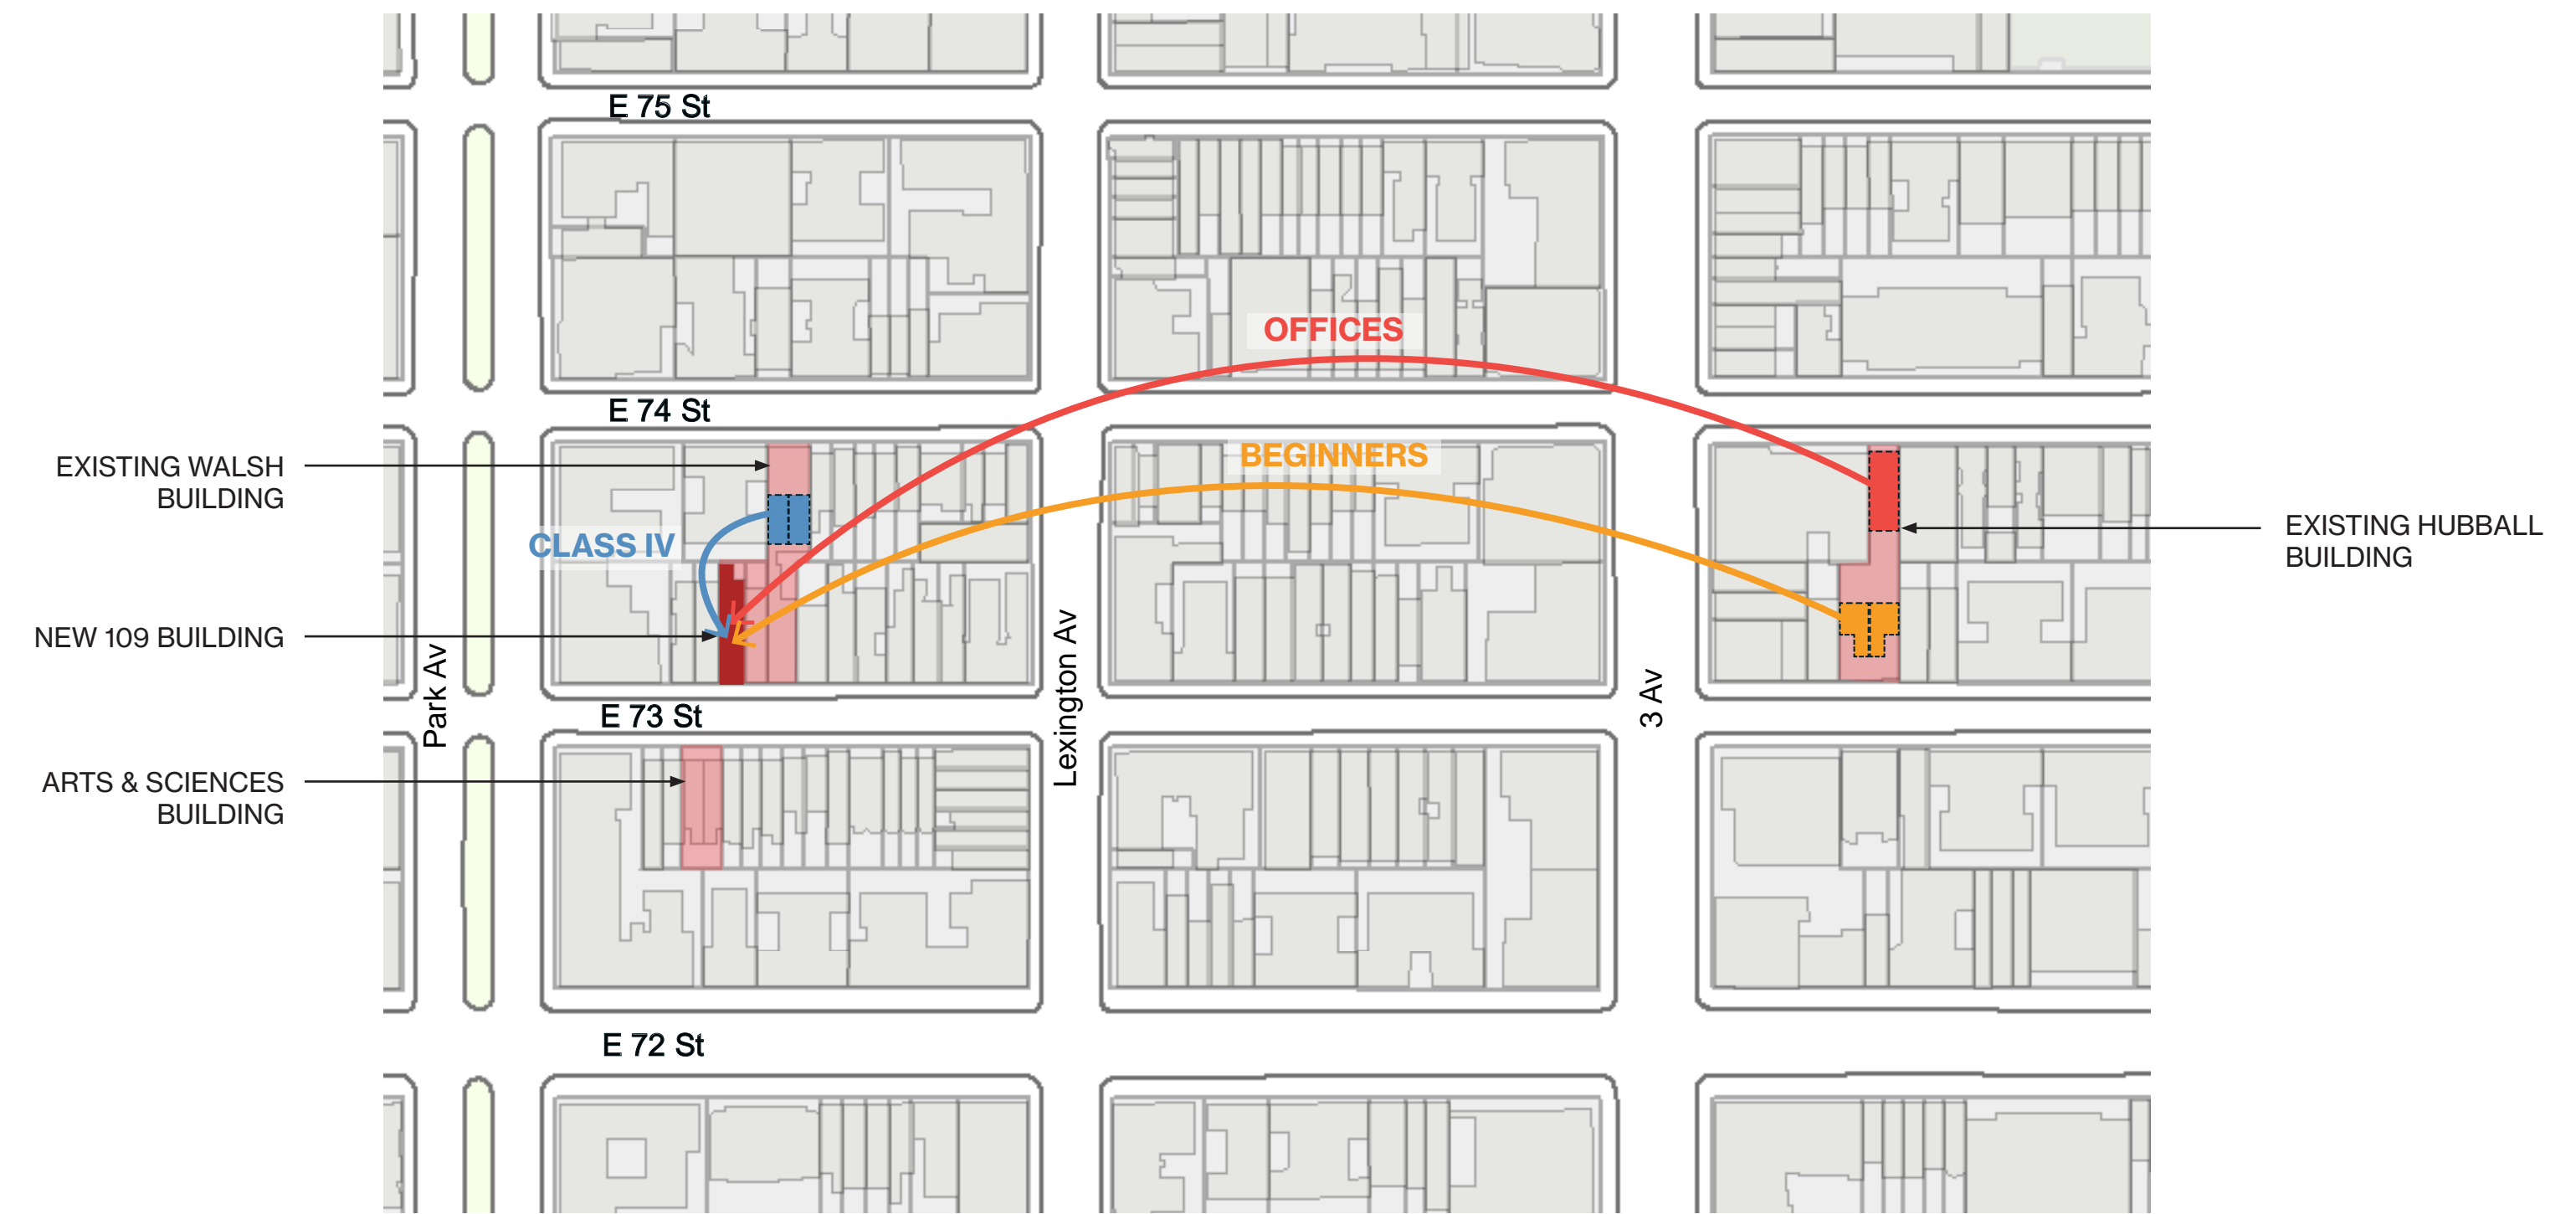 E 75 St
OFFICES
E 74 St
BEGINNERS
EXISTING WALSH
BUILDING
CLASS IV
EXISTING HUBBALL
BUILDING
NEW 109 BUILDING
Park Av
Lexington Av
3 Av
E 73 St
ARTS & SCIENCES
BUILDING
E 72 St